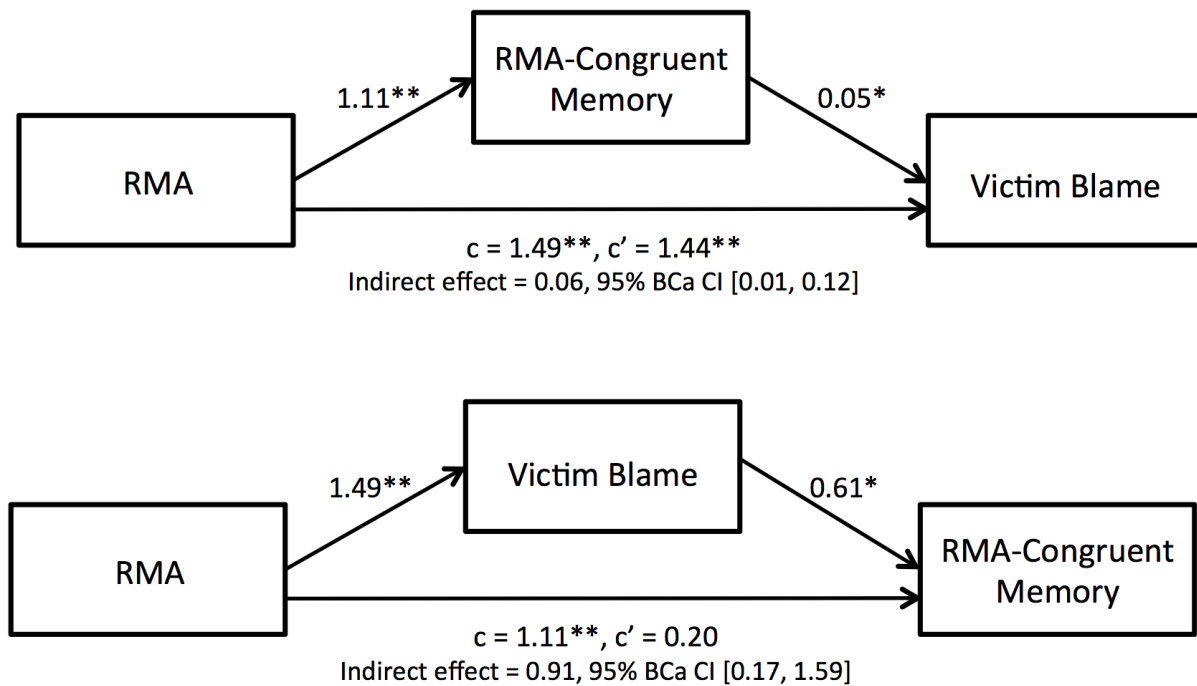 RMA-Congruent
Memory
1.11**
0.05*
RMA
Victim Blame
c = 1.49**, c’ = 1.44**
Indirect effect = 0.06, 95% BCa CI [0.01, 0.12]
Victim Blame
1.49**
0.61*
RMA
RMA-Congruent
Memory
c = 1.11**, c’ = 0.20
Indirect effect = 0.91, 95% BCa CI [0.17, 1.59]